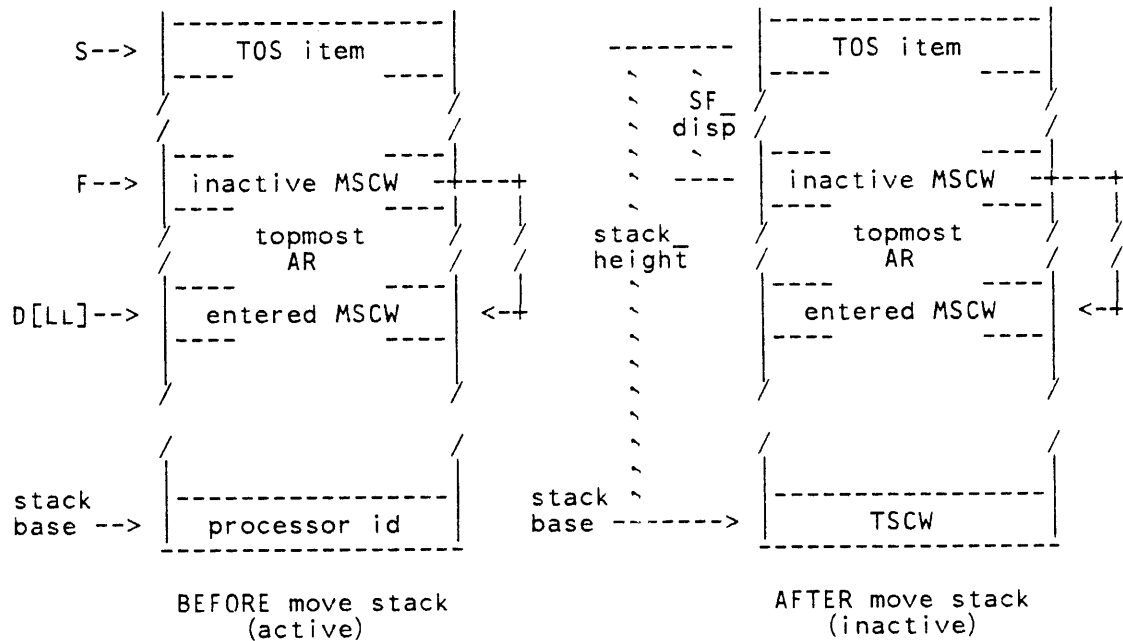 S--> TOS item TOS item
SF_
disp
F--> inactive MSCW inactive MSCW
topmost stack_ topmost
AR height AR
D[LL]--> entered MSCW entered MSCW
stack stack
base --> processor id base TSCW
BEFORE move stack AFTER move stack
(active) (inactive)